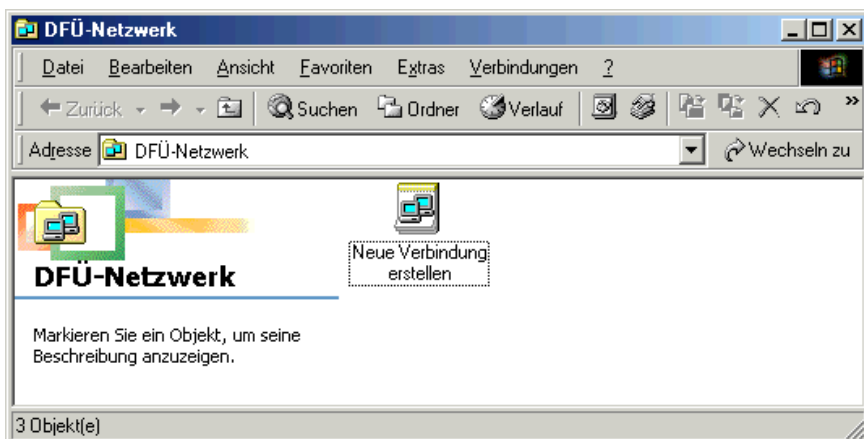 DFÜ-Netzwerk
Datei Bearbeiten Ansicht Favoriten Extras Verbindungen ?
Zurück Suchen Ordner Verlauf »
Adresse DFÜ-Netzwerk Wechseln zu
Neue Verbindung
erstellen
DFÜ-Netzwerk
Markieren Sie ein Objekt, um seine
Beschreibung anzuzeigen.
3 Objekt(e)